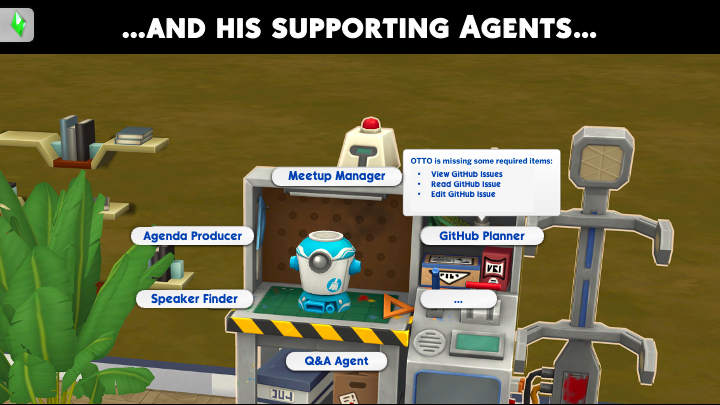 ...AND HIS SUPPORTING AGENTS...
OTTO is missing some required items:
• View GitHub Issues
• Read GitHub Issue
• Edit GitHub Issue
Meetup Manager
Agenda Producer
GitHub Planner
Speaker Finder
...
Q&A Agent